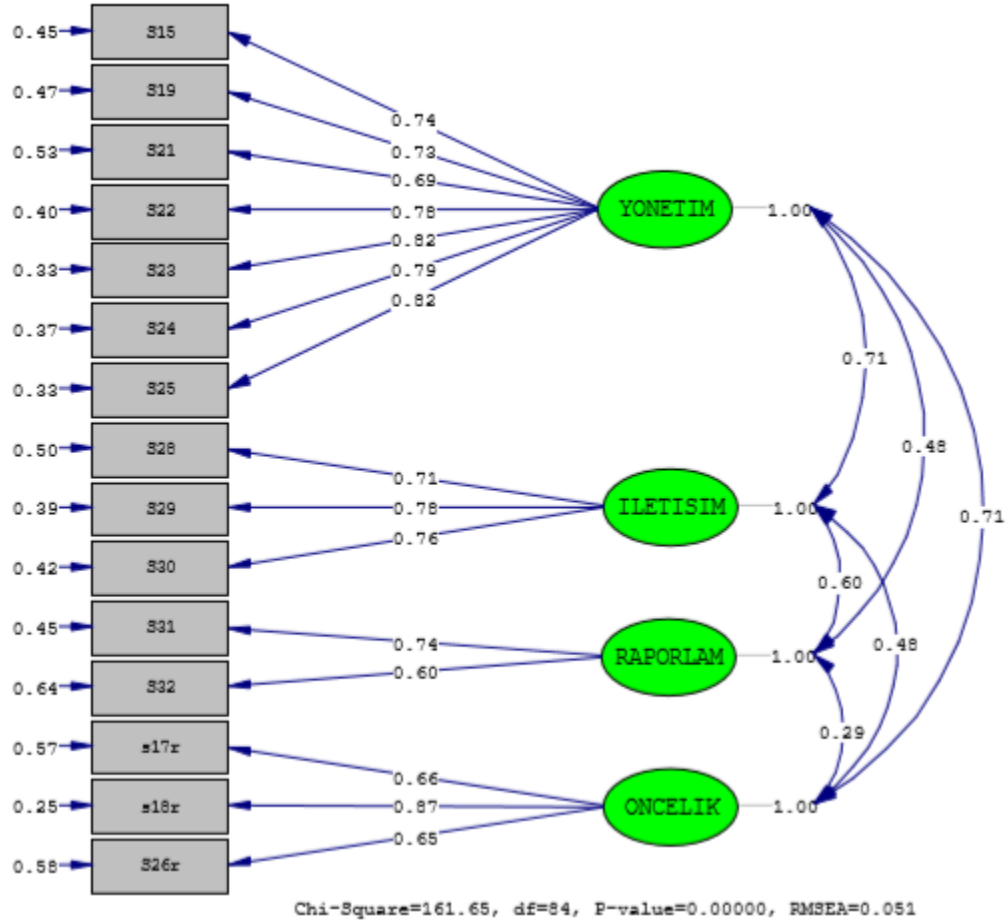 0.45 S15
0.47 S19
0.74
0.53 S21
0.73
0.69
0.40 S22 0.78 YONETIM 1.00
0.82
0.33 S23
0.79
0.82
0.37 S24
0.71
0.33 S25
0.50 S28
0.48
0.71
0.39 S29 0.78 ILETISIM 1.00
0.71
0.76
0.42 S30
0.60
0.45 S31
0.74
0.48
RAPORLAM 1.00
0.60
0.64 S32
0.29
0.57 s17r
0.66
0.25 s18r 0.87 ONCELIK 1.00
0.65
0.58 S26r
Chi-Square=161.65, df=84, P-value=0.00000, RMSEA=0.051